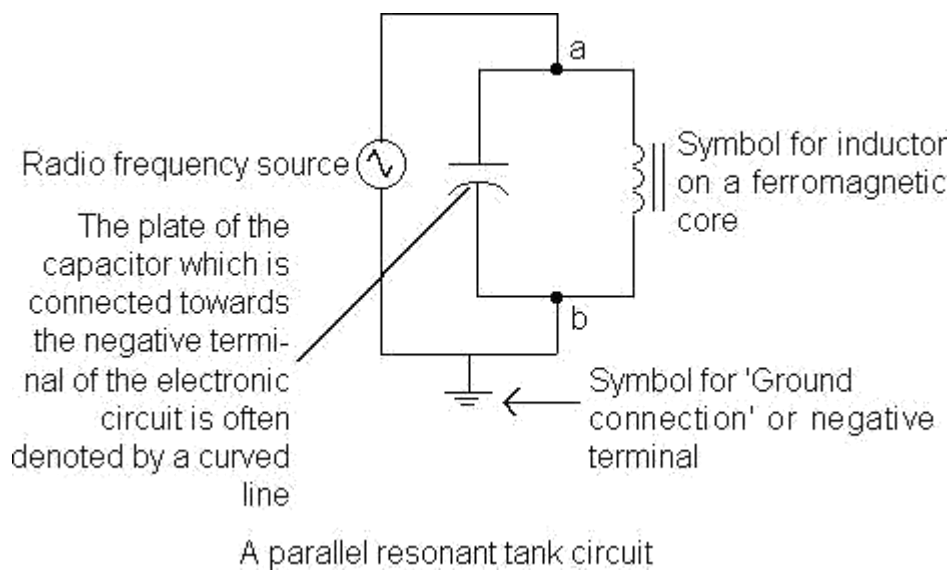 a
Radio frequency source
Symbol for inductor
on a ferromagnetic
core
The plate of the
capacitor which is
connected towards
the negative termi-
nal of the electronic
circuit is often
denoted by a curved
line
b
Symbol for 'Ground
connection' or negative
terminal
A parallel resonant tank circuit